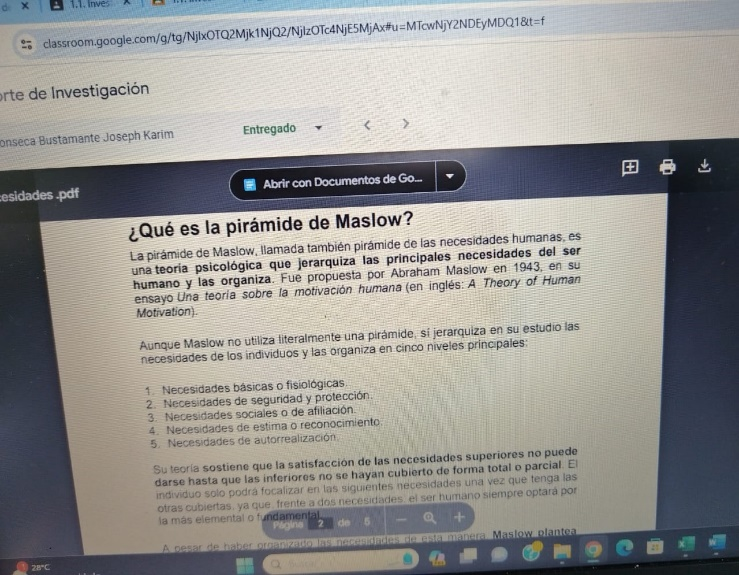 1.1. Inves
classroom.google.com/g/tg/NjIxOTQ2Mjk1NjQ2/NjIzOTc4NjE5MjAx#u=MTcwNjY2NDEyMDQ1&t=f
rte de Investigación
onseca Bustamante Joseph Karim
Entregado
esidades .pdf
Abrir con Documentos de Go...
¿Qué es la pirámide de Maslow?
La pirámide de Maslow, llamada también pirámide de las necesidades humanas, es
una teoría psicológica que jerarquiza las principales necesidades del ser
humano y las organiza. Fue propuesta por Abraham Maslow en 1943, en su
ensayo Una teoría sobre la motivación humana (en inglés: A Theory of Human
Motivation).
Aunque Maslow no utiliza literalmente una pirámide, sí jerarquiza en su estudio las
necesidades de los individuos y las organiza en cinco niveles principales:
1. Necesidades básicas o fisiológicas.
2. Necesidades de seguridad y protección.
3. Necesidades sociales o de afiliación.
4. Necesidades de estima o reconocimiento.
5. Necesidades de autorrealización.
Su teoría sostiene que la satisfacción de las necesidades superiores no puede
darse hasta que las inferiores no se hayan cubierto de forma total o parcial. El
individuo solo podrá focalizar en las siguientes necesidades una vez que tenga las
otras cubiertas, ya que, frente a dos necesidades, el ser humano siempre optará por
la más elemental o fundamental.
Página 2 de 6
A pesar de haber organizado las necesidades de esta manera, Maslow plantea
28°C